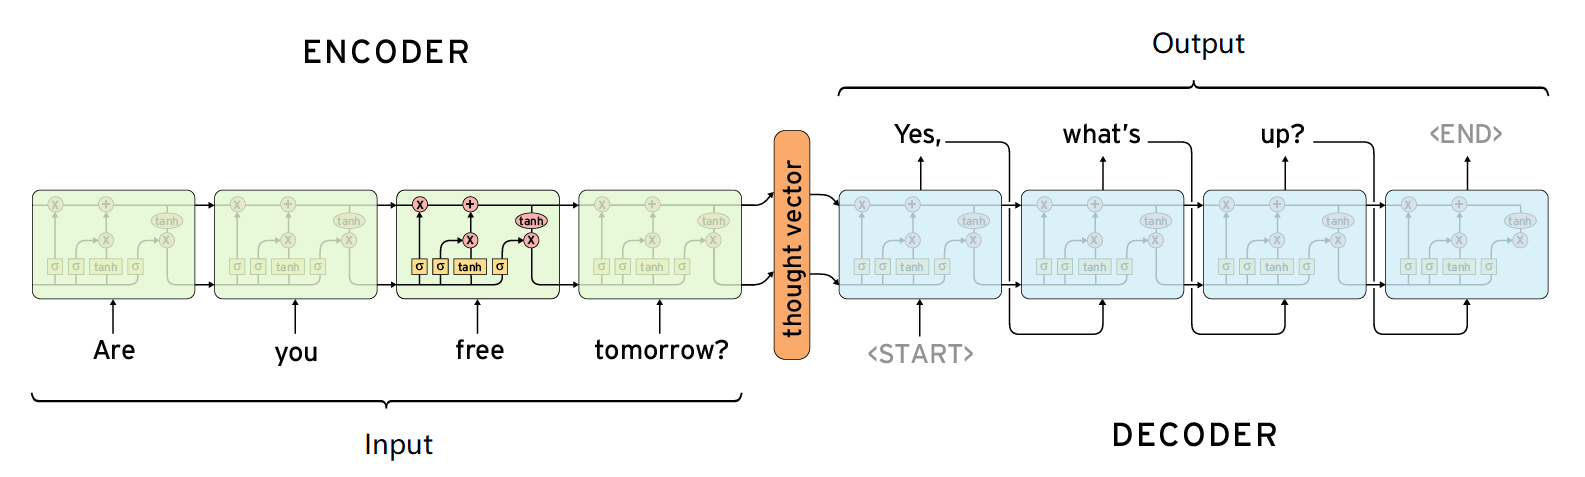 ENCODER
Output
Yes, what's up? <END>
x + tanh x σ σ tanh σ
x + tanh x σ σ tanh σ
x + tanh x x σ σ tanh σ
x + tanh x σ σ tanh σ
thought vector
x + tanh x x σ σ tanh σ
x + tanh x x σ σ tanh σ
x + tanh x x σ σ tanh σ
x + tanh x x σ σ tanh σ
Are you free tomorrow?
<START>
Input
DECODER